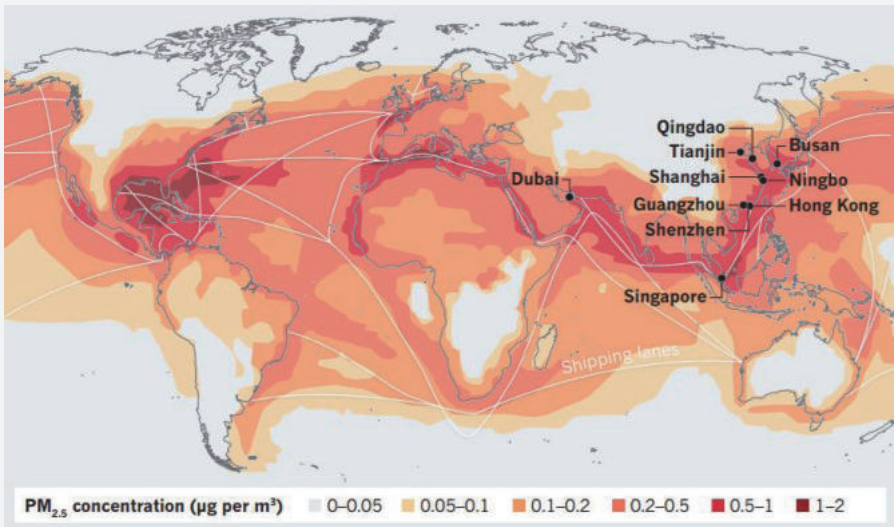 Qingdao
Tianjin
Busan
Shanghai
Ningbo
Dubai
Guangzhou
Hong Kong
Shenzhen
Singapore
Shipping lanes
PM2.5 concentration (µg per m³) 0–0.05 0.05–0.1 0.1–0.2 0.2–0.5 0.5–1 1–2